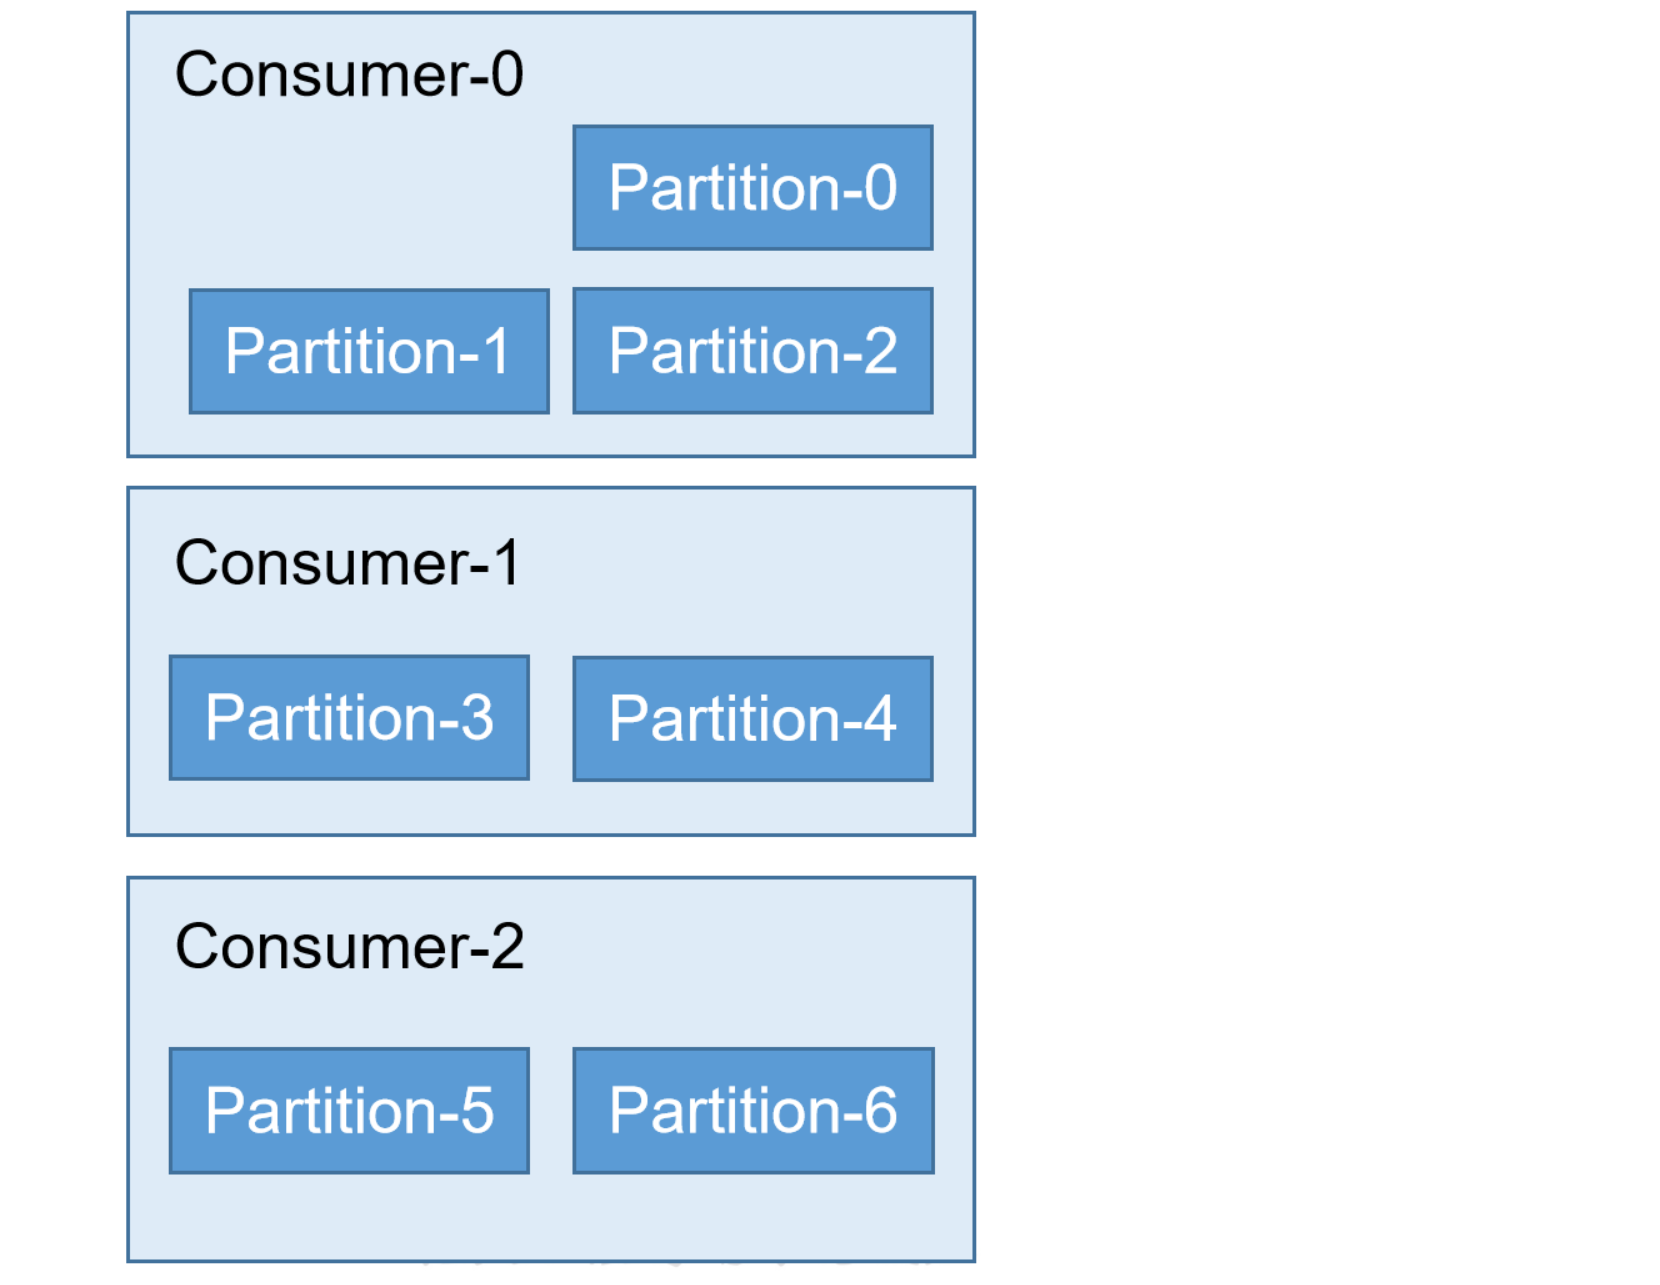 Consumer-0
Partition-0
Partition-1 Partition-2
Consumer-1
Partition-3 Partition-4
Consumer-2
Partition-5 Partition-6